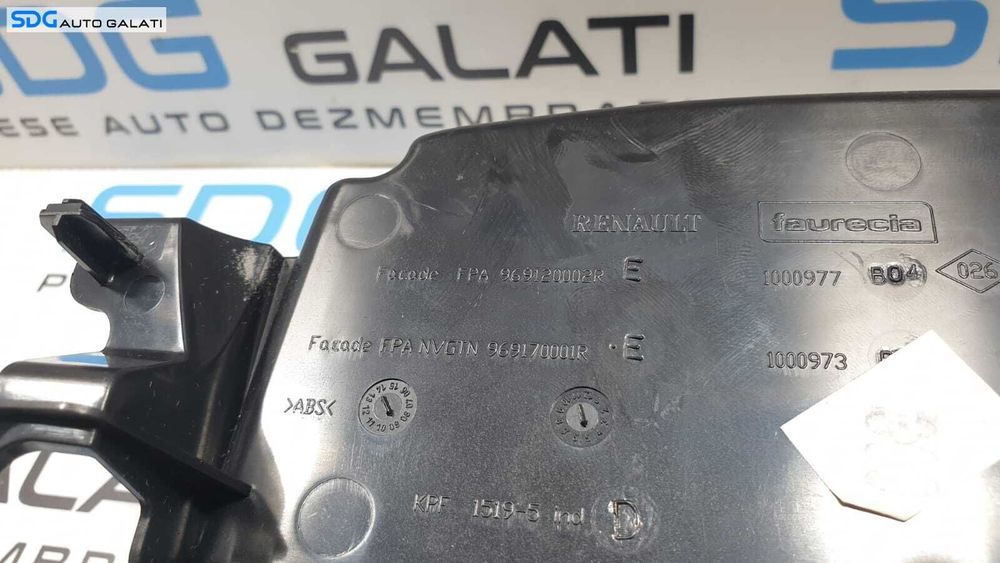 SDG AUTO GALATI
SDG GALATI
ESE AUTO DEZMEMBRA
RENAULT
faurecia
Facade FPA 969120002R E
1000977 B04 026
Facade FPA NVGTN 969170001R E
1000973
>ABS<
KPF 1519-5 ind D